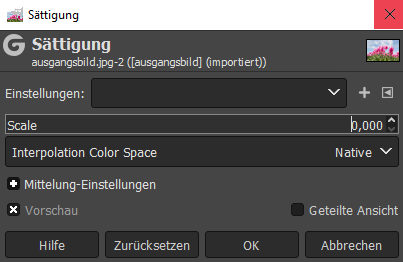 Sättigung
Sättigung
ausgangsbild.jpg-2 ([ausgangsbild] (importiert))
Einstellungen:
Scale 0,000
Interpolation Color Space Native
Mittelung-Einstellungen
Vorschau Geteilte Ansicht
Hilfe Zurücksetzen OK Abbrechen